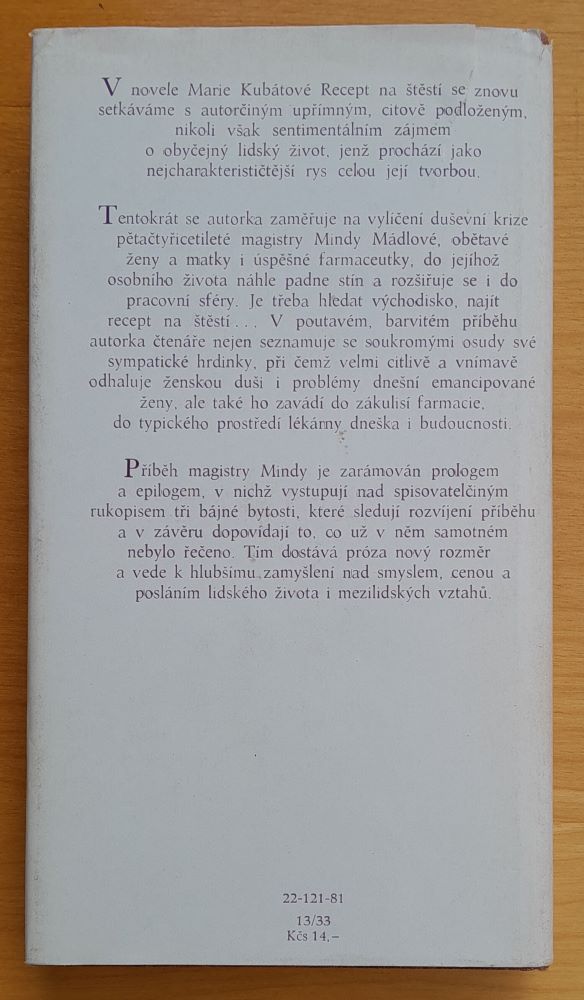 V novele Marie Kubátové Recept na štěstí se znovu
setkáváme s autorčiným upřímným, citově podloženým,
nikoli však sentimentálním zájmem
o obyčejný lidský život, jenž prochází jako
nejcharakterističtější rys celou její tvorbou.
Tentokrát se autorka zaměřuje na vylíčení duševní krize
pětačtyřicetileté magistry Mindy Mádlové, obětavé
ženy a matky i úspěšné farmaceutky, do jejíhož
osobního života náhle padne stín a rozšiřuje se i do
pracovní sféry. Je třeba hledat východisko, najít
recept na štěstí... V poutavém, barvitém příběhu
autorka čtenáře nejen seznamuje se soukromými osudy své
sympatické hrdinky, při čemž velmi citlivě a vnímavě
odhaluje ženskou duši i problémy dnešní emancipované
ženy, ale také ho zavádí do zákulisí farmacie,
do typického prostředí lékárny dneška i budoucnosti.
Příběh magistry Mindy je zarámován prologem
a epilogem, v nichž vystupují nad spisovatelčiným
rukopisem tři bájné bytosti, které sledují rozvíjení příběhu
a v závěru dopovídají to, co už v něm samotném
nebylo řečeno. Tím dostává próza nový rozměr
a vede k hlubšímu zamyšlení nad smyslem, cenou a
posláním lidského života i mezilidských vztahů.
22-121-81
13/33
Kčs 14,–